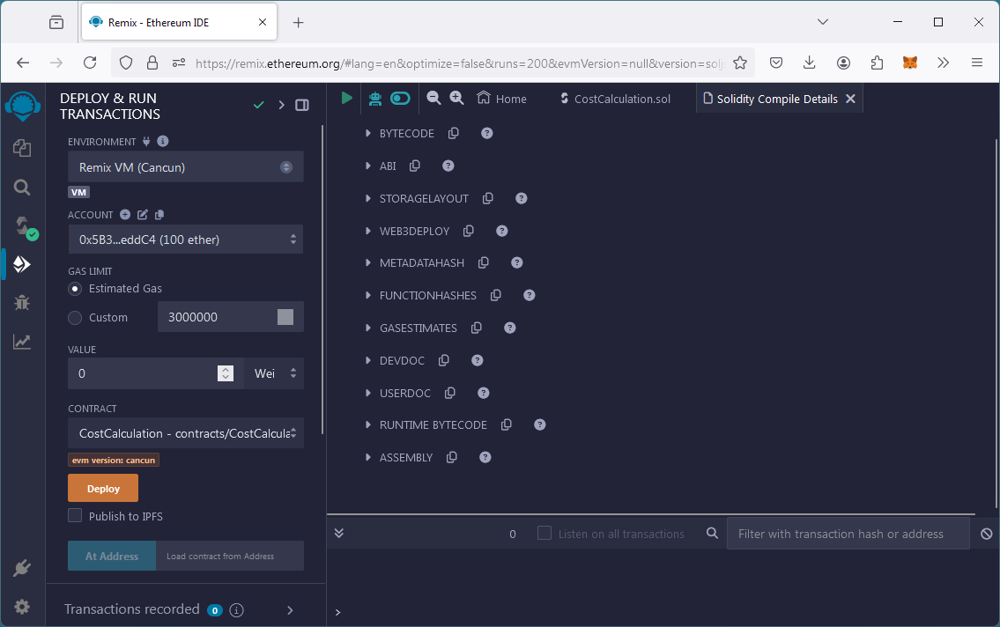 Remix - Ethereum IDE
https://remix.ethereum.org/#lang=en&optimize=false&runs=200&evmVersion=null&version=solj
DEPLOY & RUN
TRANSACTIONS
ENVIRONMENT
Remix VM (Cancun)
VM
ACCOUNT
0x5B3...eddC4 (100 ether)
GAS LIMIT
Estimated Gas
Custom
3000000
VALUE
0
Wei
CONTRACT
CostCalculation - contracts/CostCalcula
evm version: cancun
Deploy
Publish to IPFS
At Address
Load contract from Address
Transactions recorded 0
Home
CostCalculation.sol
Solidity Compile Details
BYTECODE
ABI
STORAGELAYOUT
WEB3DEPLOY
METADATAHASH
FUNCTIONHASHES
GASESTIMATES
DEVDOC
USERDOC
RUNTIME BYTECODE
ASSEMBLY
0
Listen on all transactions
Filter with transaction hash or address
>